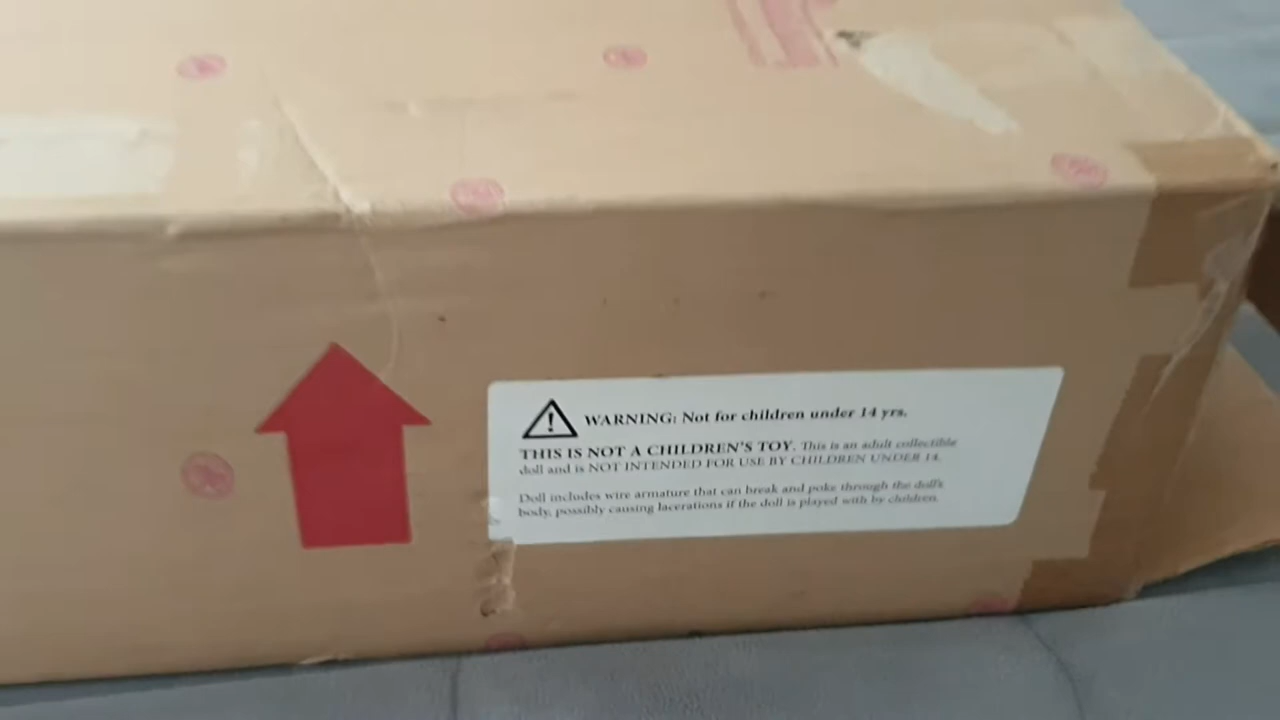 WARNING: Not for children under 14 yrs.
THIS IS NOT A CHILDREN'S TOY. This is an adult collectible
doll and is NOT INTENDED FOR USE BY CHILDREN UNDER 14.
Doll includes wire armature that can break and poke through the doll's
body, possibly causing lacerations if the doll is played with by children.